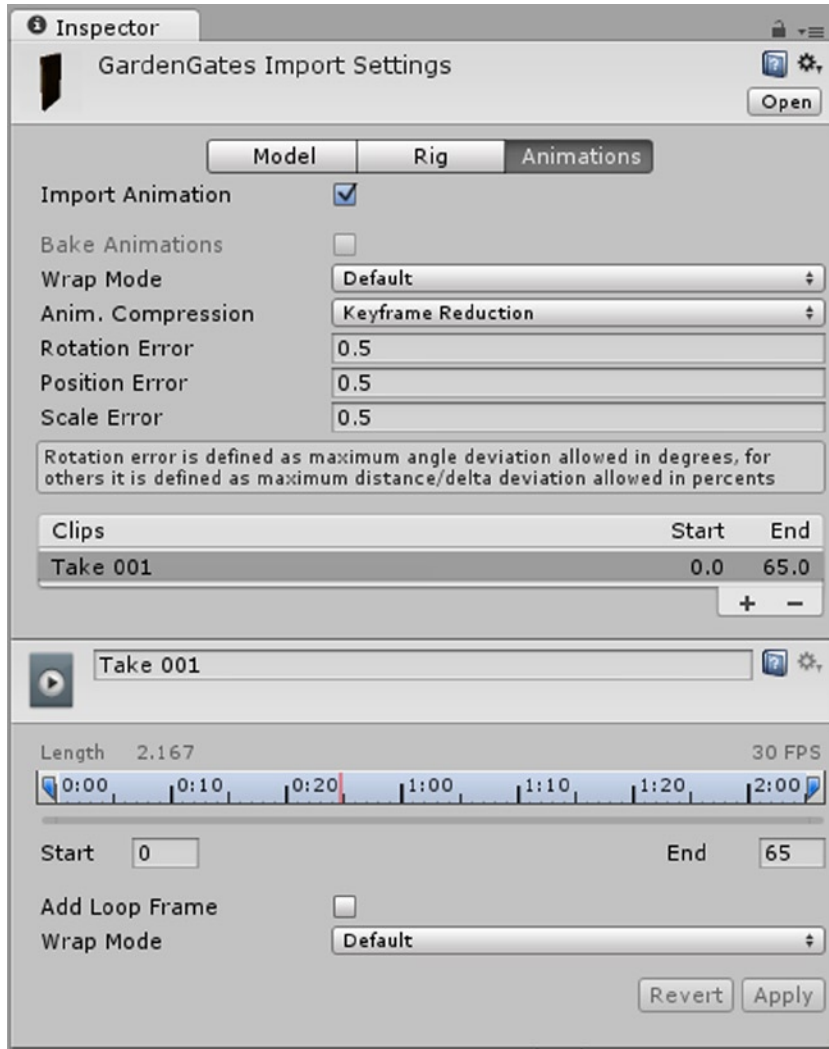 Inspector
GardenGates Import Settings
Open
Model Rig Animations
Import Animation
Bake Animations
Wrap Mode Default
Anim. Compression Keyframe Reduction
Rotation Error 0.5
Position Error 0.5
Scale Error 0.5
Rotation error is defined as maximum angle deviation allowed in degrees, for
others it is defined as maximum distance/delta deviation allowed in percents
Clips Start End
Take 001 0.0 65.0
+ −
Take 001
Length 2.167 30 FPS
0:00 0:10 0:20 1:00 1:10 1:20 2:00
Start 0 End 65
Add Loop Frame
Wrap Mode Default
Revert Apply